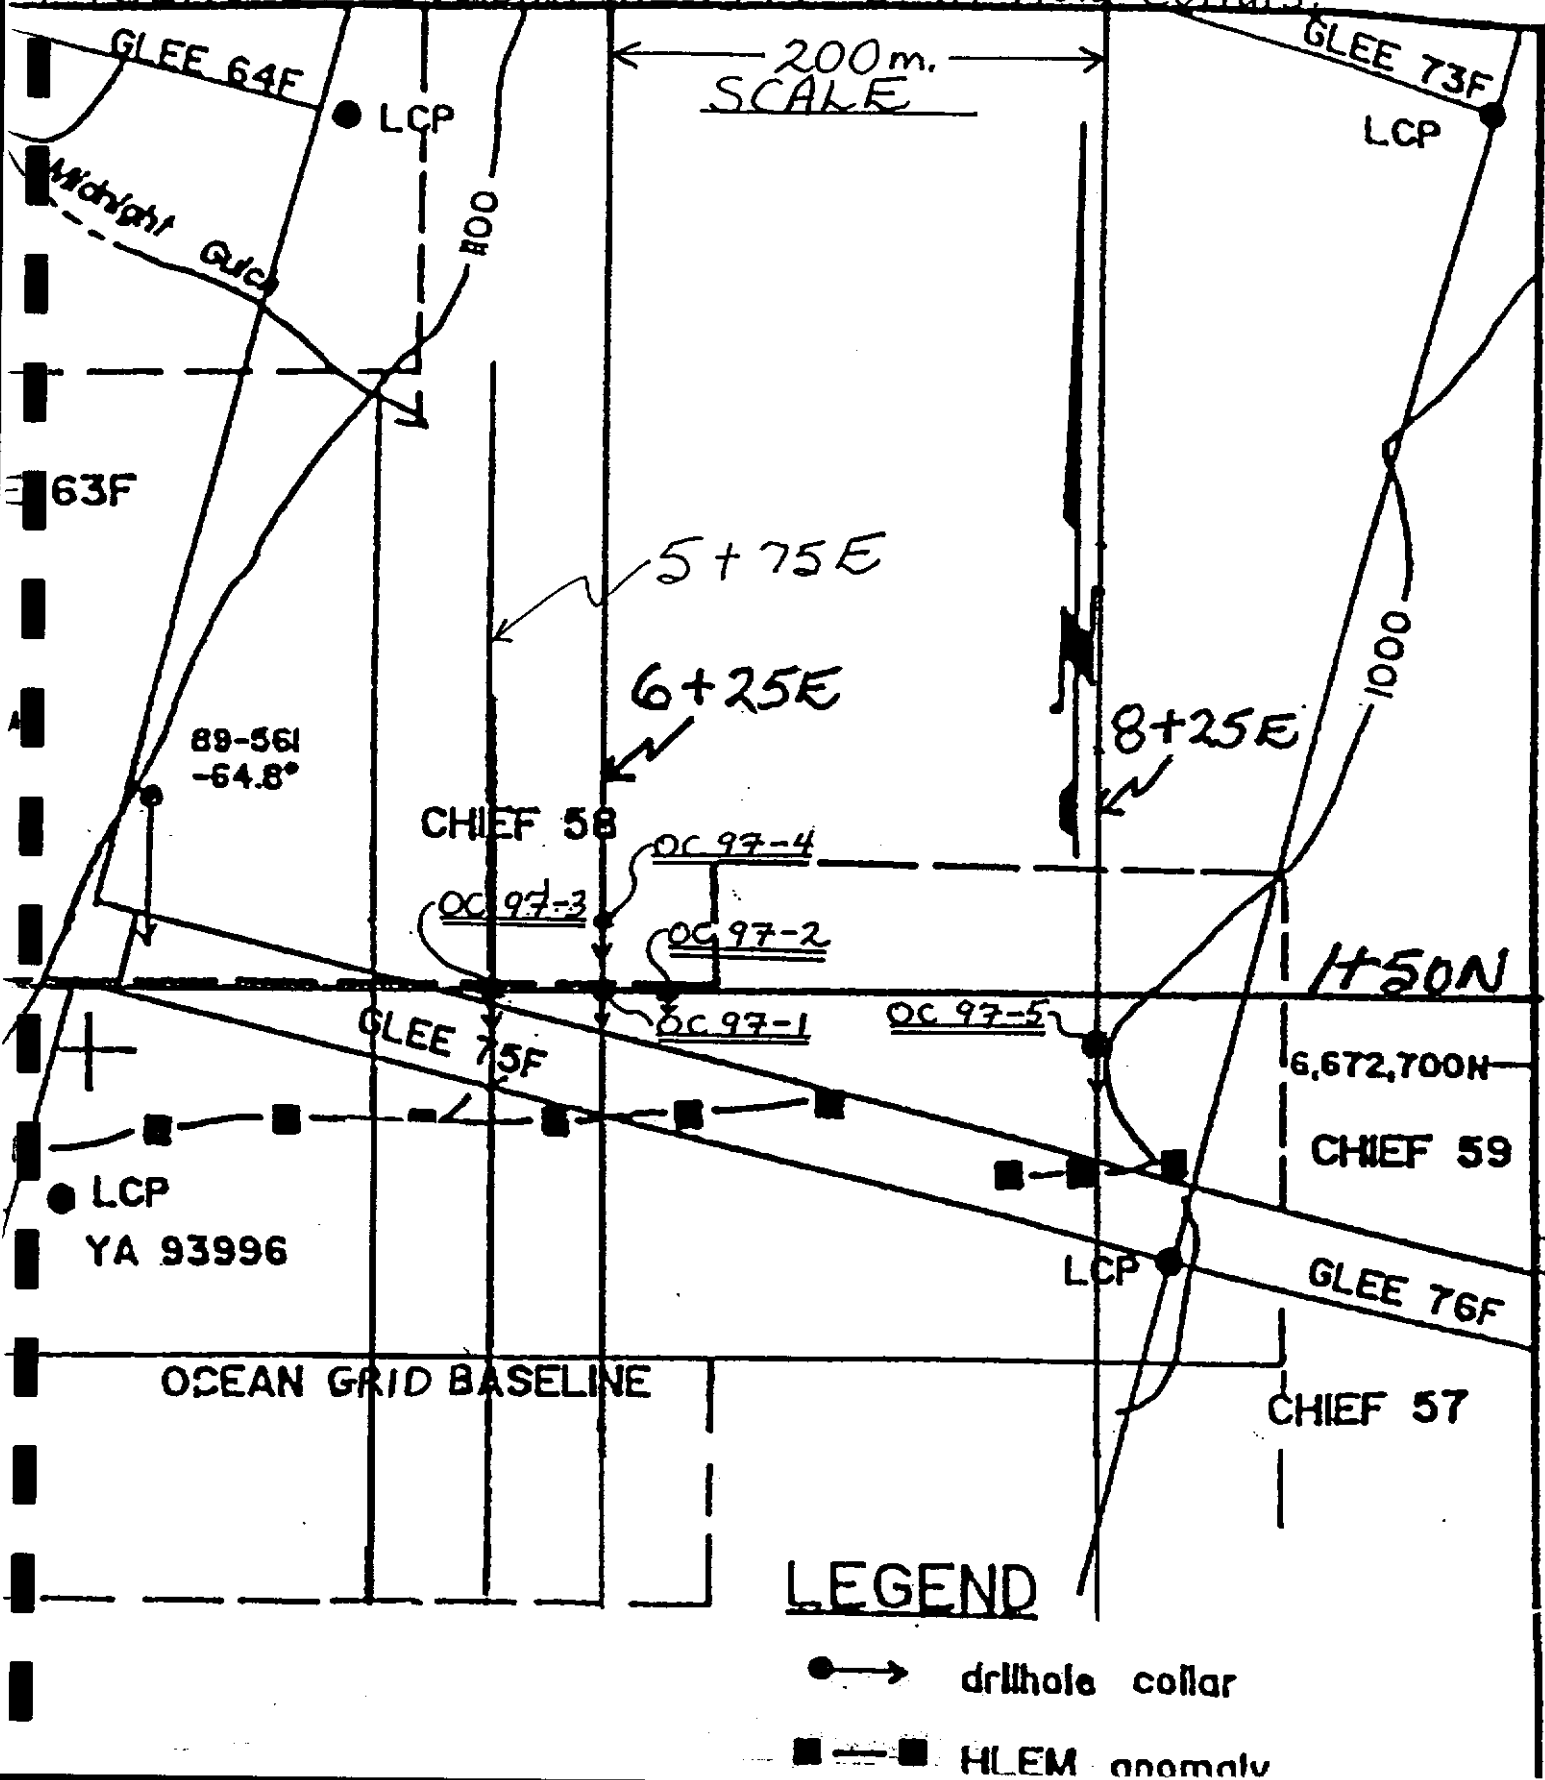 GLEE 64F
200m.
SCALE
GLEE 73F
LCP
LCP
Midnight Gulch
1100
63F
5+75E
6+25E
1000
8+25E
89-561
-64.8°
CHIEF 58
OC 97-4
OC 97-3
OC 97-2
1+50N
OC 97-1
OC 97-5
GLEE 75F
6,672,700N
CHIEF 59
LCP
YA 93996
LCP
GLEE 76F
OCEAN GRID BASELINE
CHIEF 57
LEGEND
drillhole collar
HLEM anomaly